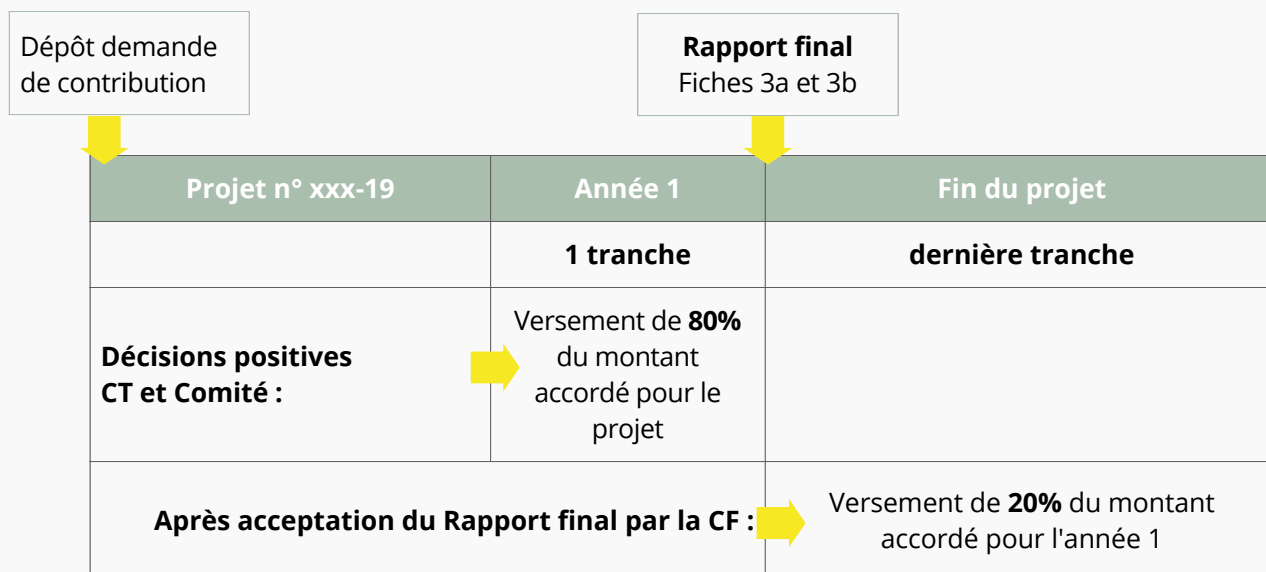 Dépôt demande
de contribution
Rapport final
Fiches 3a et 3b
Projet n° xxx-19
Année 1
Fin du projet
1 tranche
dernière tranche
Décisions positives
CT et Comité :
Versement de 80%
du montant
accordé pour le
projet
Après acceptation du Rapport final par la CF :
Versement de 20% du montant
accordé pour l'année 1